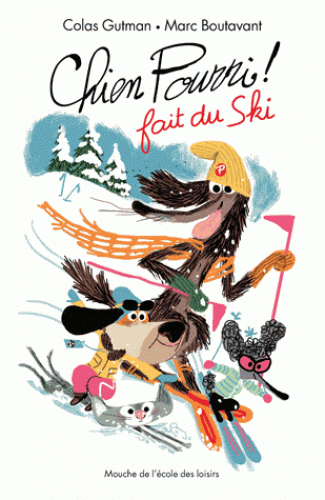 Colas Gutman • Marc Boutavant
Chien Pourri !
fait du Ski
P
Mouche de l'école des loisirs